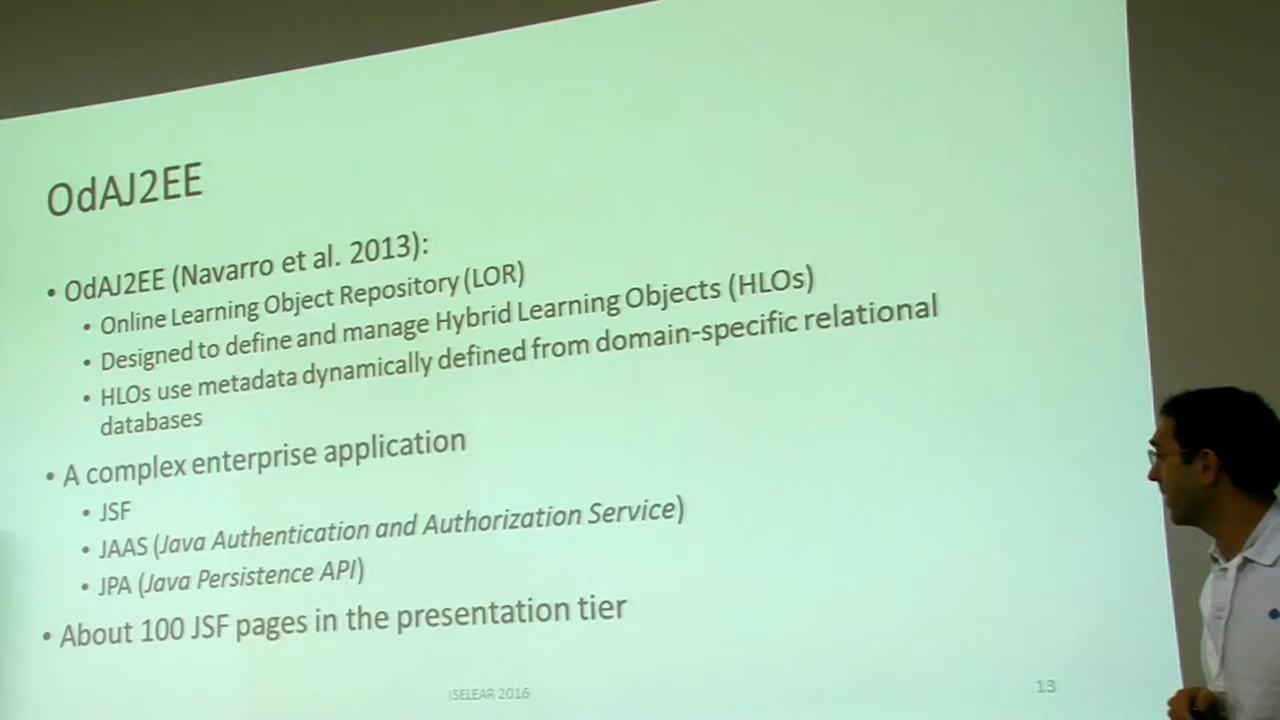 OdAJ2EE
• OdAJ2EE (Navarro et al. 2013):
• Online Learning Object Repository (LOR)
• Designed to define and manage Hybrid Learning Objects (HLOs)
• HLOs use metadata dynamically defined from domain-specific relational
databases
• A complex enterprise application
• JSF
• JAAS (Java Authentication and Authorization Service)
• JPA (Java Persistence API)
• About 100 JSF pages in the presentation tier
iSELEAR 2016
13